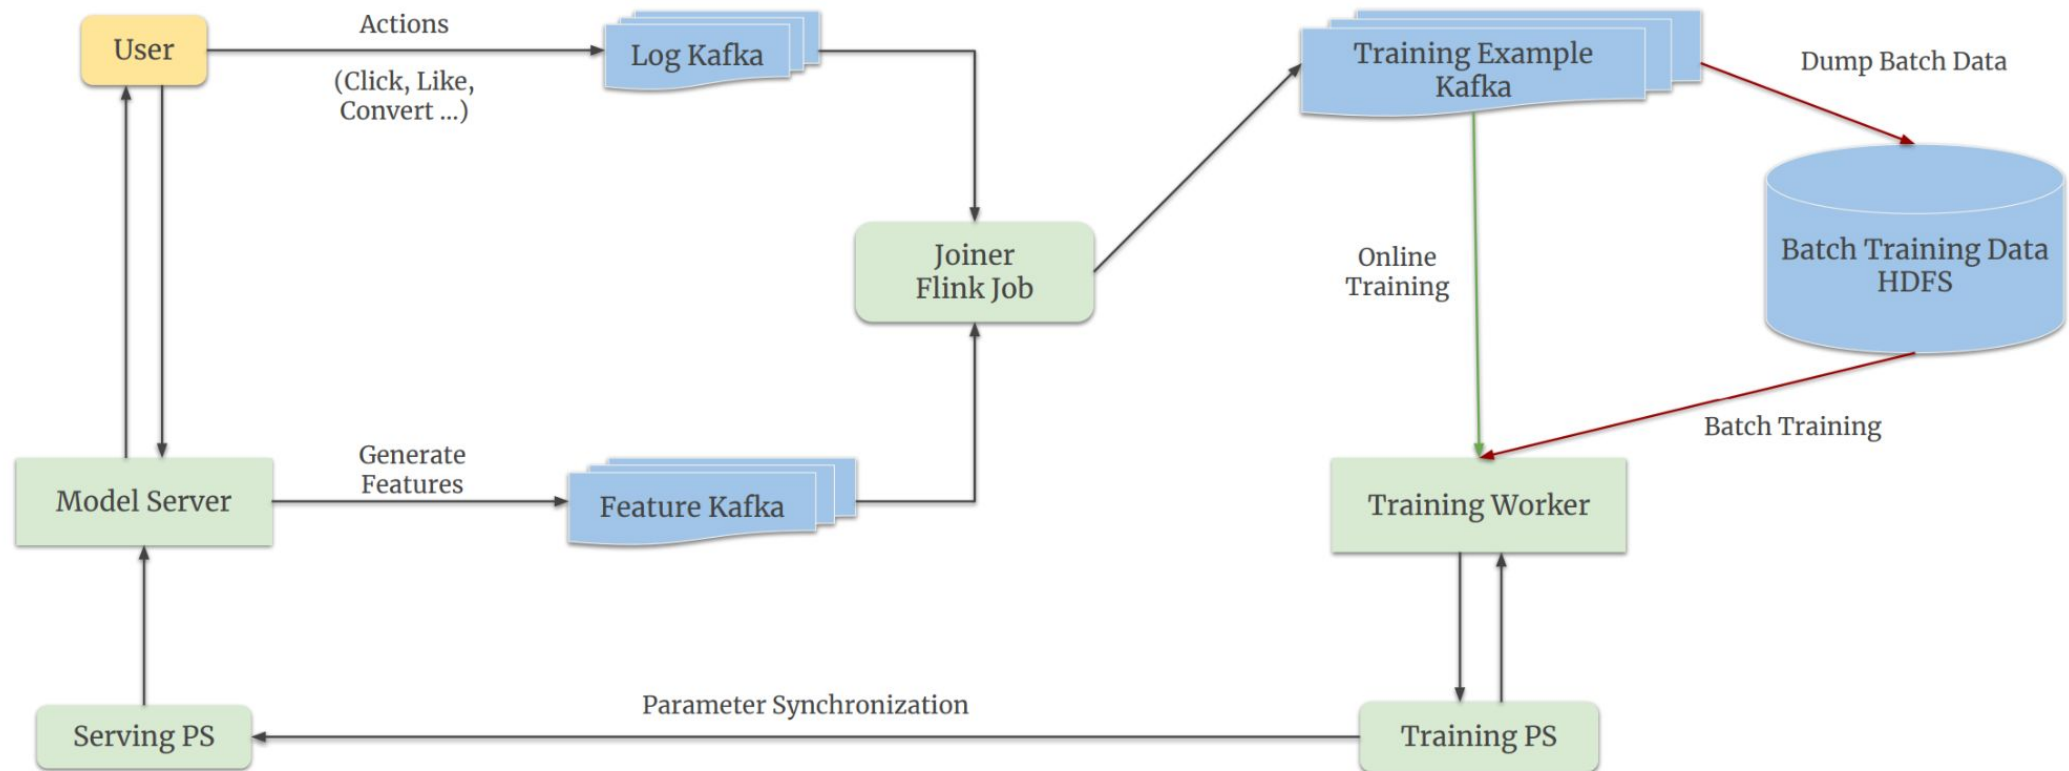 User
Actions
(Click, Like,
Convert ...)
Log Kafka
Training Example
Kafka
Dump Batch Data
Joiner
Flink Job
Online
Training
Batch Training Data
HDFS
Batch Training
Model Server
Generate
Features
Feature Kafka
Training Worker
Serving PS
Parameter Synchronization
Training PS